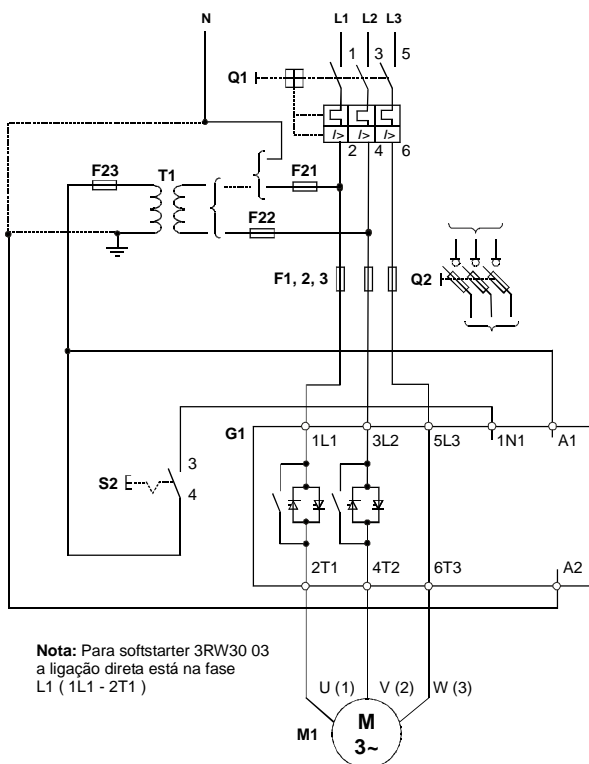 N
L1 L2 L3
1 3 5
Q1
I> I> I>
2 4 6
F23 T1 F21
F22
F1, 2, 3 Q2
G1 1L1 3L2 5L3 1N1 A1
3
S2
4
2T1 4T2 6T3 A2
Nota: Para softstarter 3RW30 03
a ligação direta está na fase
L1 ( 1L1 - 2T1 )
U (1) V (2) W (3)
M1 M
3~